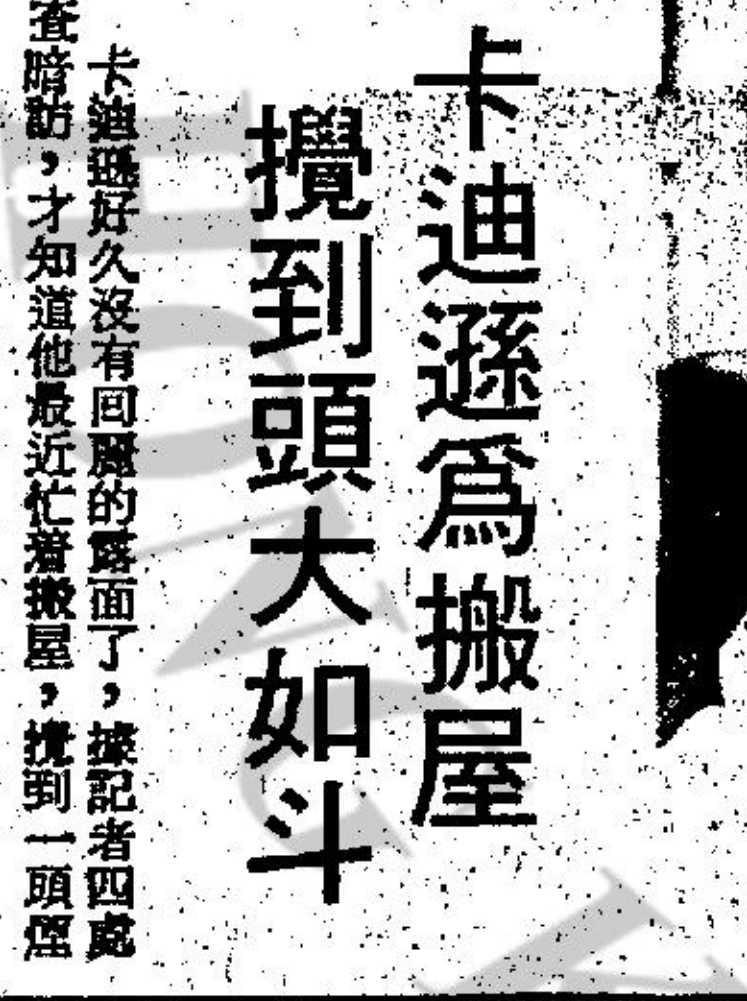 卡迪遜爲搬屋
攪到頭大如斗
卡迪遜好久沒有回麗的露面了，據記者四處
查暗訪，才知道他最近忙着搬屋，攪到一頭煙